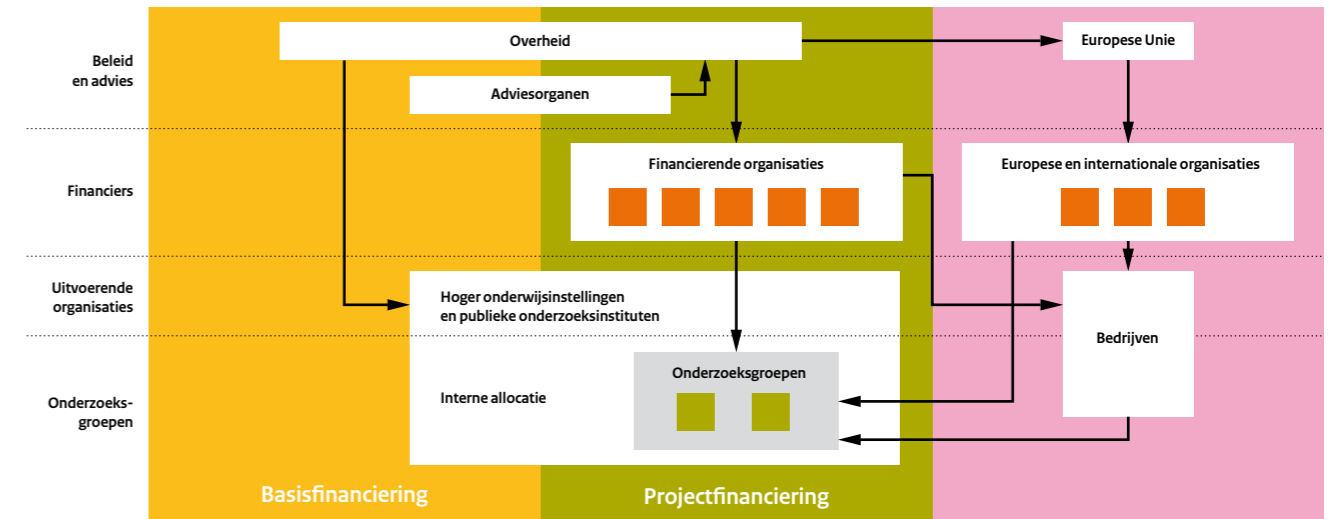 Beleid
en advies
Overheid
Europese Unie
Adviesorganen
Financiers
Financierende organisaties
Europese en internationale organisaties
Uitvoerende
organisaties
Hoger onderwijsinstellingen
en publieke onderzoeksinstituten
Bedrijven
Onderzoeks-
groepen
Interne allocatie
Onderzoeksgroepen
Basisfinanciering
Projectfinanciering